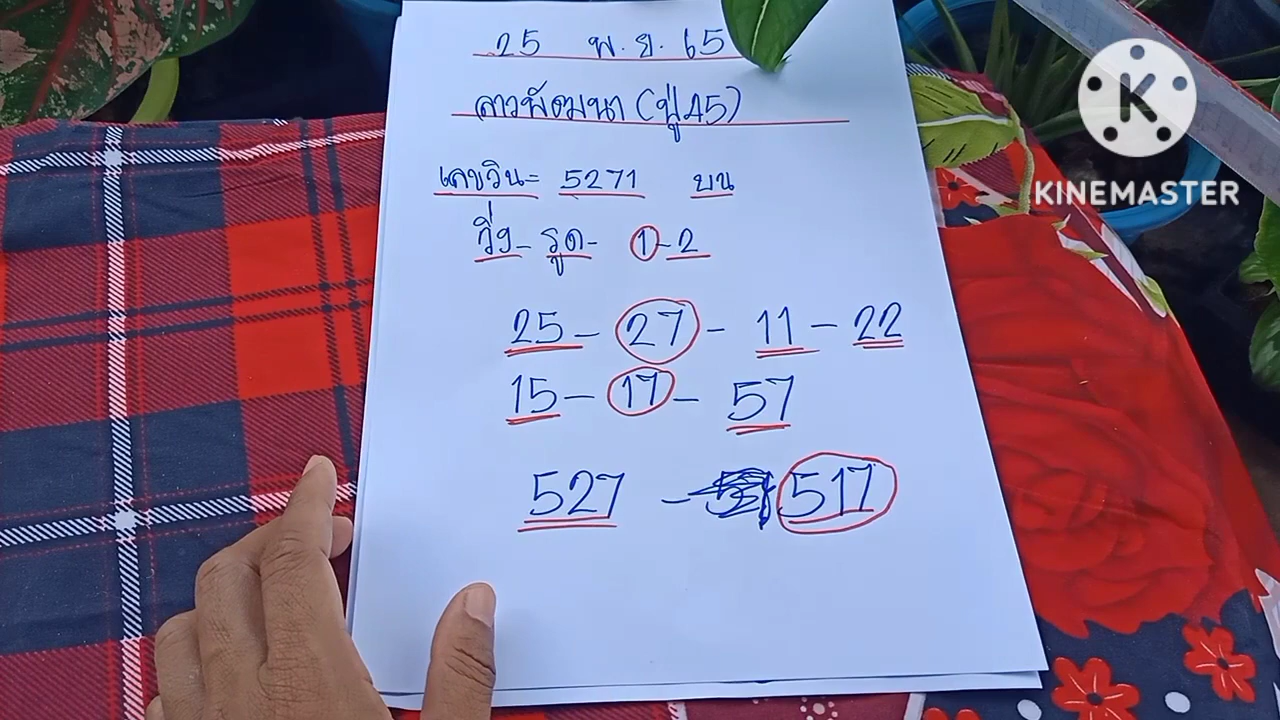 25 พ.ย. 65
ลาวพัฒนา (ปู่45)
เลขวิน= 5271 บน
วิ่ง- รูด- 1-2
25 - 27 - 11 - 22
15 - 17 - 57
527 - 517
K
KINEMASTER